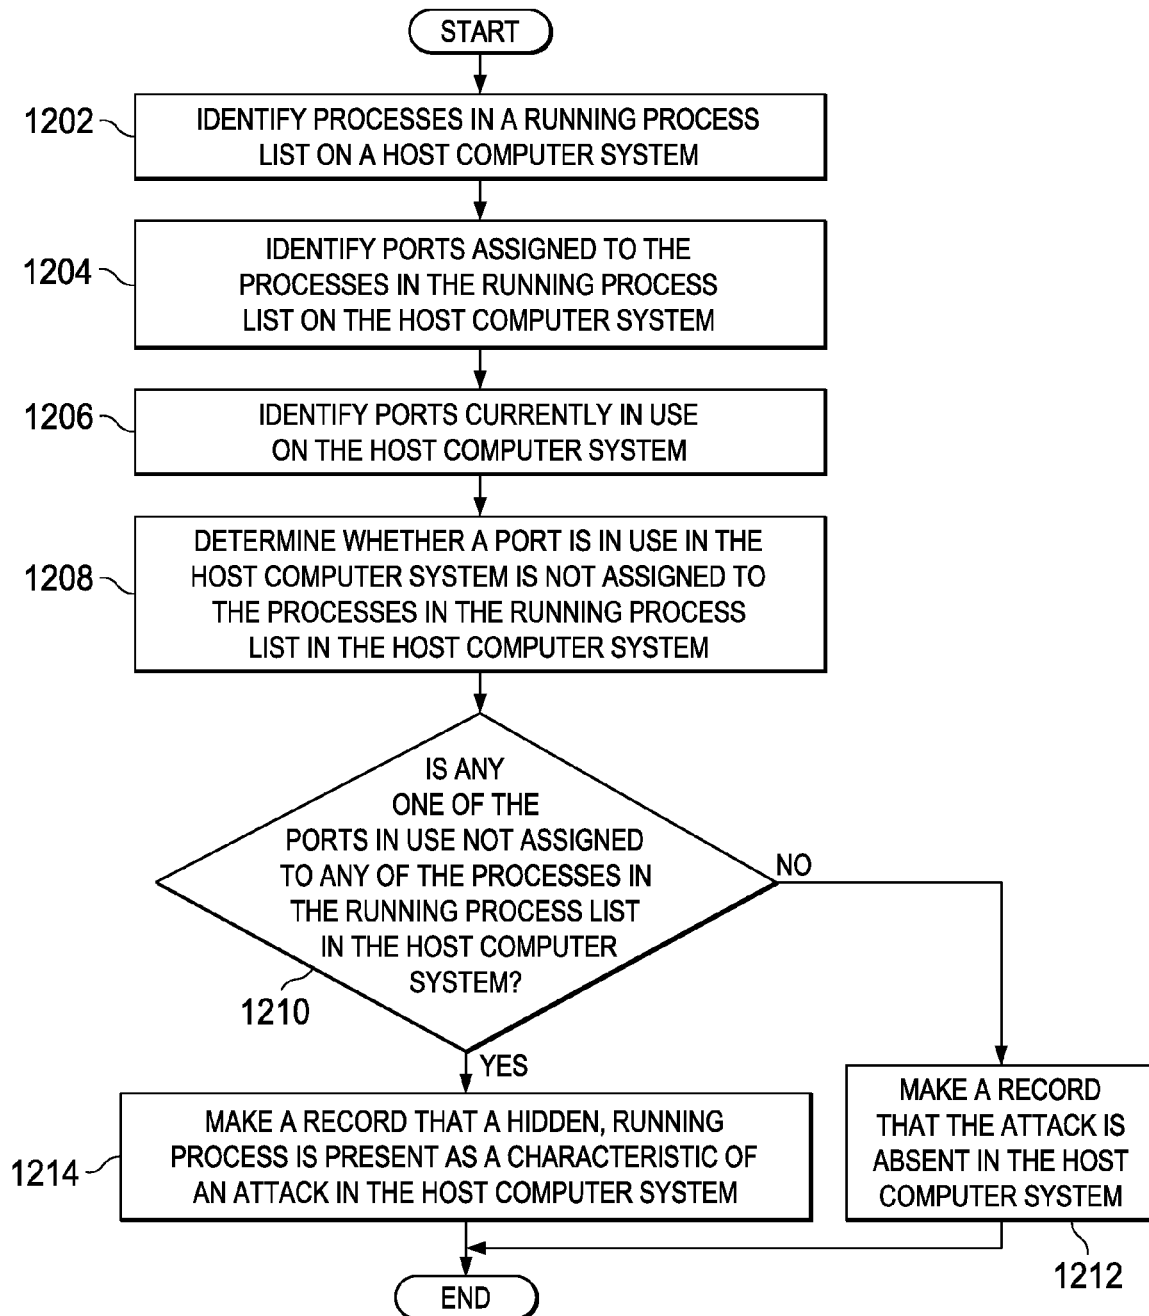 START
1202
IDENTIFY PROCESSES IN A RUNNING PROCESS
LIST ON A HOST COMPUTER SYSTEM
1204
IDENTIFY PORTS ASSIGNED TO THE
PROCESSES IN THE RUNNING PROCESS
LIST ON THE HOST COMPUTER SYSTEM
1206
IDENTIFY PORTS CURRENTLY IN USE
ON THE HOST COMPUTER SYSTEM
1208
DETERMINE WHETHER A PORT IS IN USE IN THE
HOST COMPUTER SYSTEM IS NOT ASSIGNED TO
THE PROCESSES IN THE RUNNING PROCESS
LIST IN THE HOST COMPUTER SYSTEM
IS ANY
ONE OF THE
PORTS IN USE NOT ASSIGNED
TO ANY OF THE PROCESSES IN
THE RUNNING PROCESS LIST
IN THE HOST COMPUTER
SYSTEM?
1210
NO
YES
1214
MAKE A RECORD THAT A HIDDEN, RUNNING
PROCESS IS PRESENT AS A CHARACTERISTIC OF
AN ATTACK IN THE HOST COMPUTER SYSTEM
MAKE A RECORD
THAT THE ATTACK IS
ABSENT IN THE HOST
COMPUTER SYSTEM
1212
END